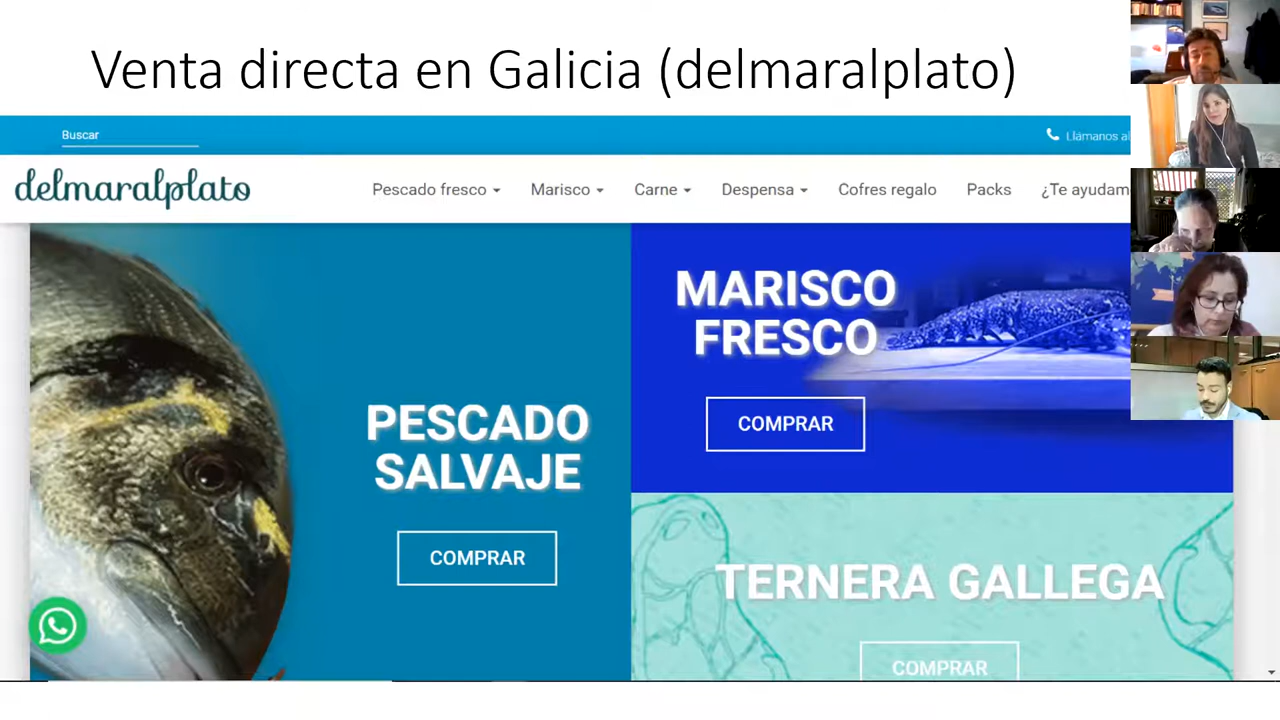 Venta directa en Galicia (delmaralplato)
Buscar
Llámanos al
delmaralplato
Pescado fresco
Marisco
Carne
Despensa
Cofres regalo
Packs
¿Te ayudam
MARISCO
FRESCO
COMPRAR
PESCADO
SALVAJE
COMPRAR
TERNERA GALLEGA
COMPRAR